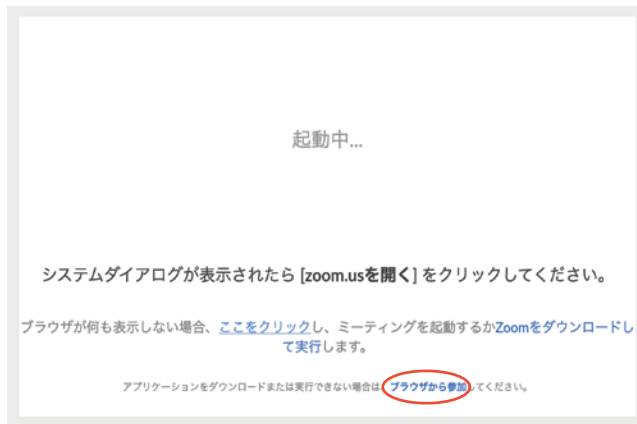 起動中...
システムダイアログが表示されたら [zoom.usを開く] をクリックしてください。
ブラウザが何も表示しない場合、ここをクリックし、ミーティングを起動するかZoomをダウンロードし
て実行します。
アプリケーションをダウンロードまたは実行できない場合は、ブラウザから参加してください。